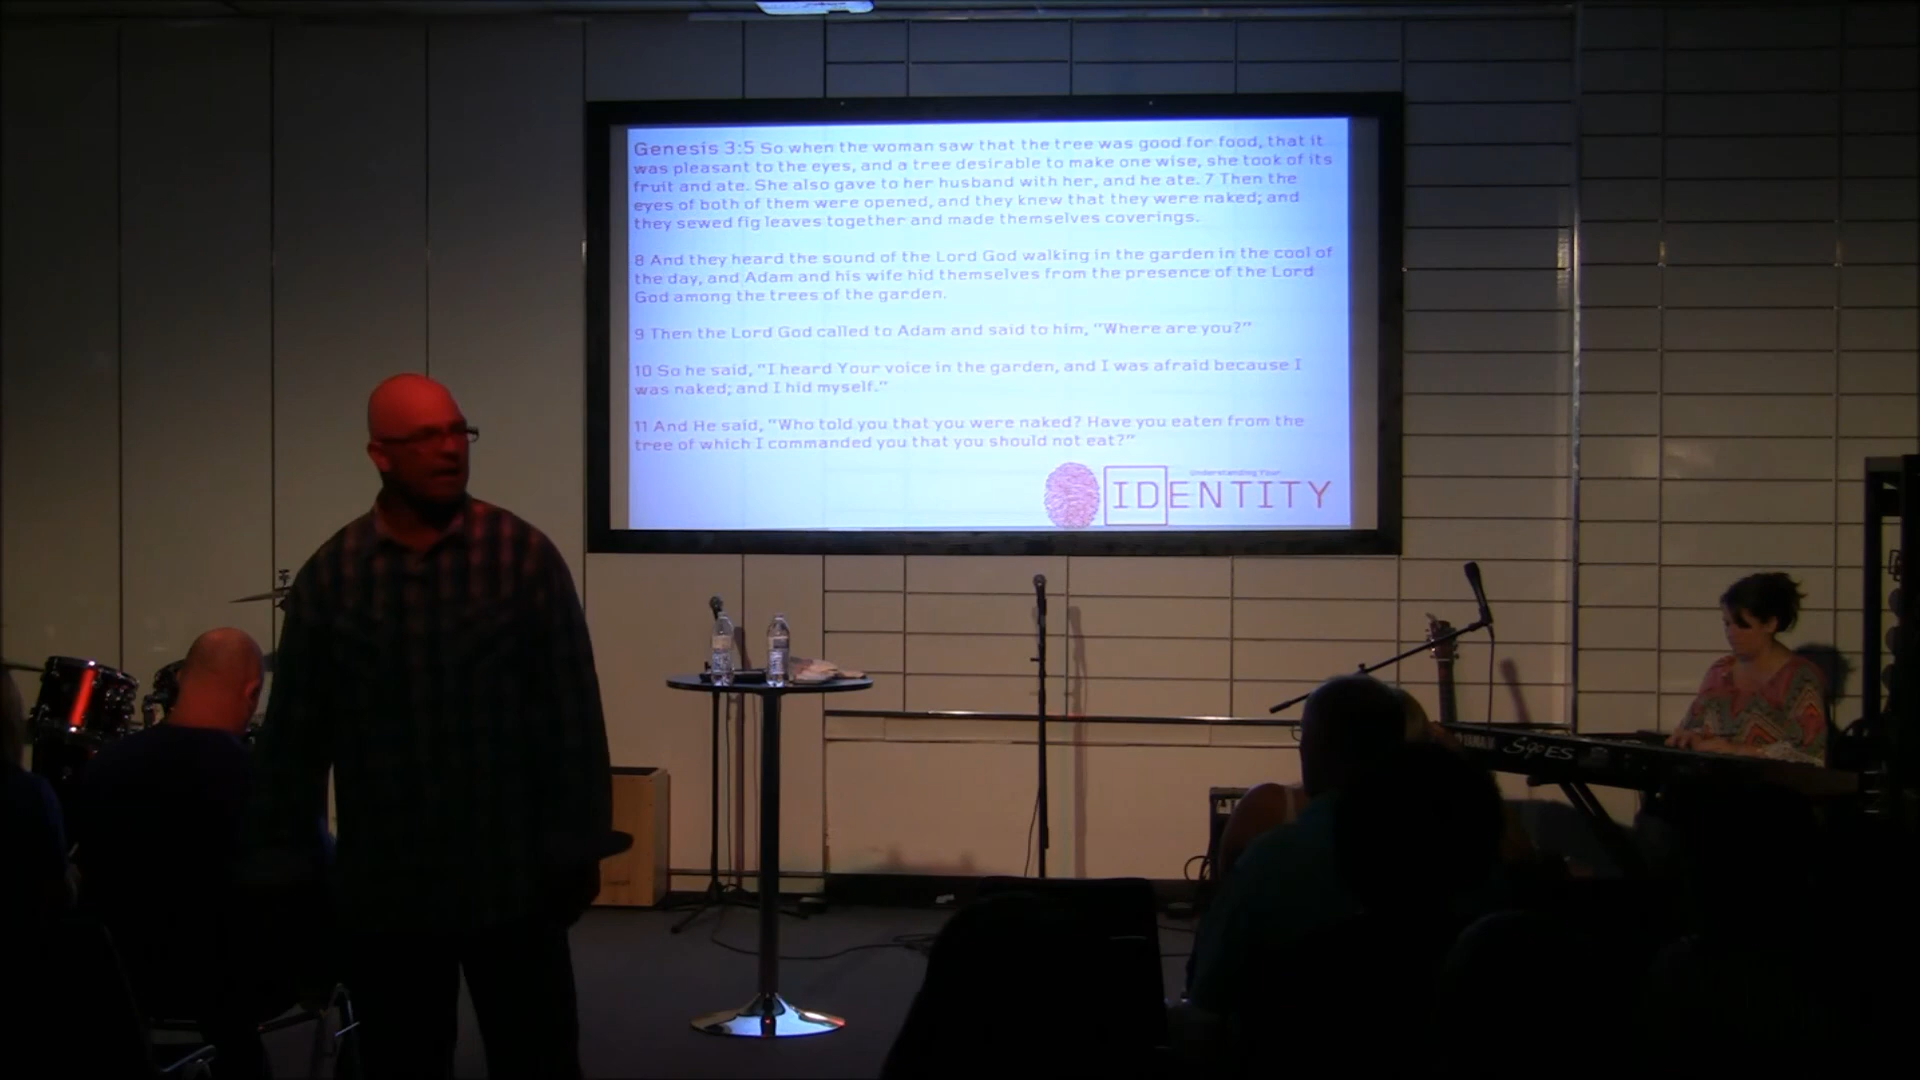 Genesis 3:5 So when the woman saw that the tree was good for food, that it
was pleasant to the eyes, and a tree desirable to make one wise, she took of its
fruit and ate. She also gave to her husband with her, and he ate. 7 Then the
eyes of both of them were opened, and they knew that they were naked; and
they sewed fig leaves together and made themselves coverings.
8 And they heard the sound of the Lord God walking in the garden in the cool of
the day, and Adam and his wife hid themselves from the presence of the Lord
God among the trees of the garden.
9 Then the Lord God called to Adam and said to him, "Where are you?"
10 So he said, "I heard Your voice in the garden, and I was afraid because I
was naked; and I hid myself."
11 And He said, "Who told you that you were naked? Have you eaten from the
tree of which I commanded you that you should not eat?"
Understanding Your
IDENTITY
YAMAHA S90ES